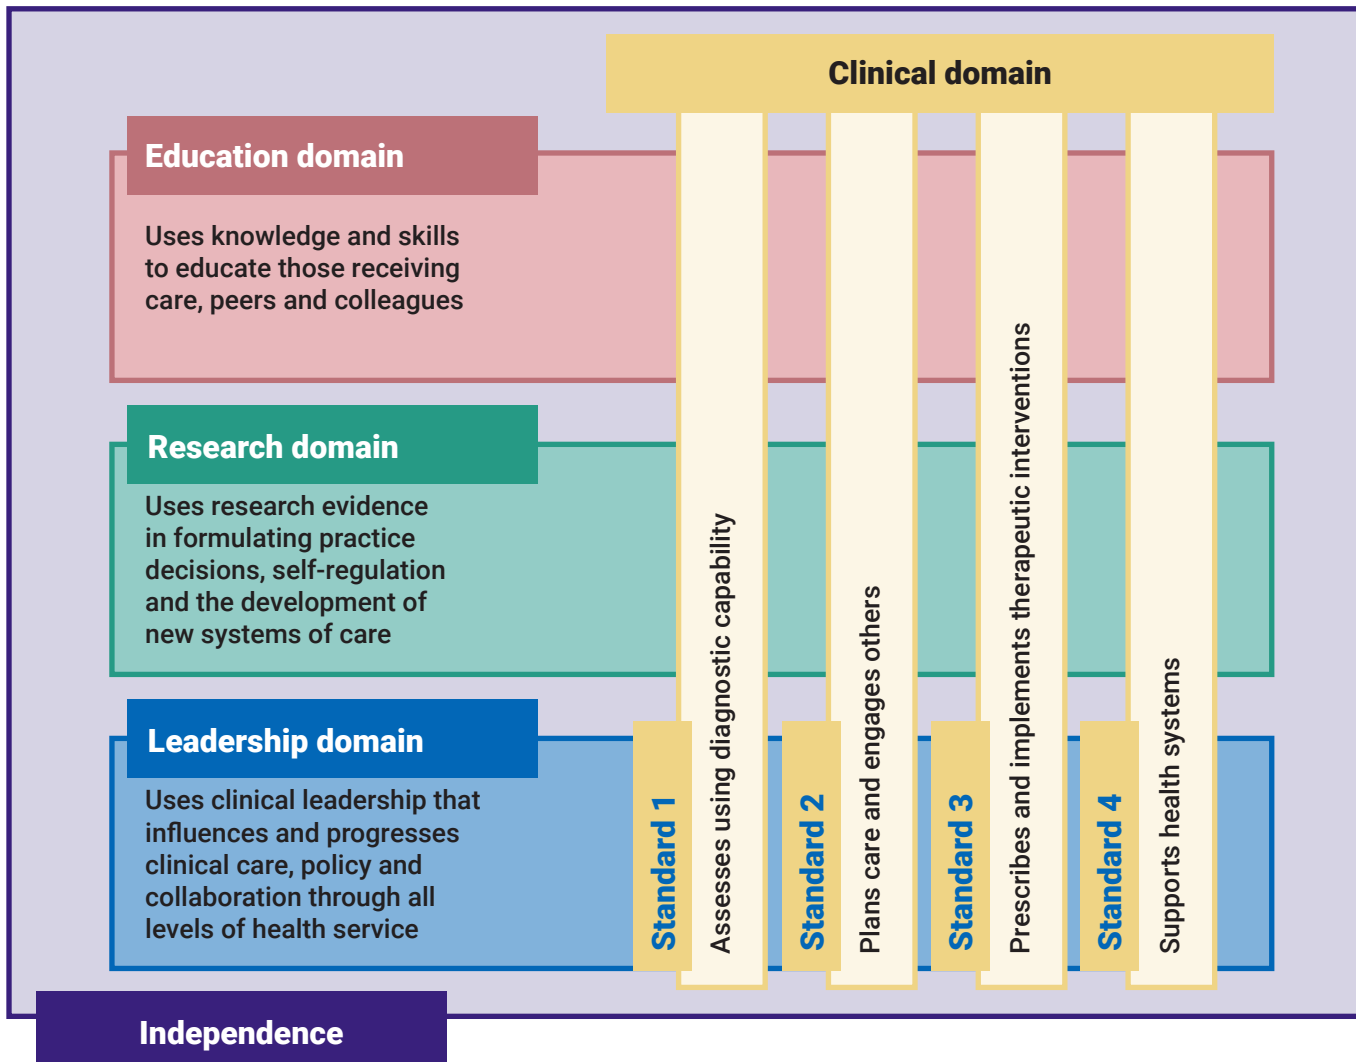 Clinical domain
Education domain
Uses knowledge and skills
to educate those receiving
care, peers and colleagues
Research domain
Uses research evidence
in formulating practice
decisions, self-regulation
and the development of
new systems of care
Leadership domain
Uses clinical leadership that
influences and progresses
clinical care, policy and
collaboration through all
levels of health service
Standard 1
Assesses using diagnostic capability
Standard 2
Plans care and engages others
Standard 3
Prescribes and implements therapeutic interventions
Standard 4
Supports health systems
Independence